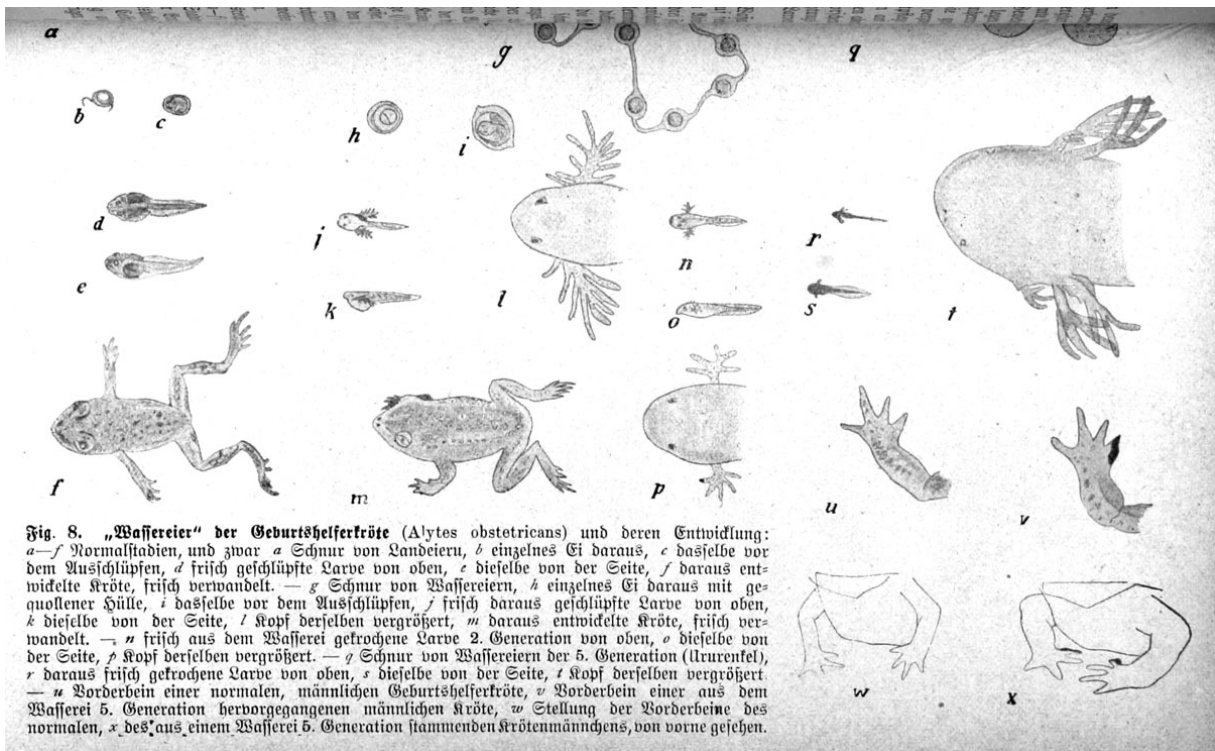 a
g
q
b
c
h
i
d
j
l
n
r
t
e
k
o
s
f
m
p
u
v
w
x
Fig. 8. „Wassereier“ der Geburtshelferkröte (Alytes obstetricans) und deren Entwicklung:
a—f Normalstadien, und zwar a Schnur von Landeiern, b einzelnes Ei daraus, c dasselbe vor
dem Ausschlüpfen, d frisch geschlüpfte Larve von oben, e dieselbe von der Seite, f daraus ent-
wickelte Kröte, frisch verwandelt. — g Schnur von Wassereiern, h einzelnes Ei daraus mit ge-
quollener Hülle, i dasselbe vor dem Ausschlüpfen, j frisch daraus geschlüpfte Larve von oben,
k dieselbe von der Seite, l Kopf derselben vergrößert, m daraus entwickelte Kröte, frisch ver-
wandelt. — n frisch aus dem Wasserei gekrochene Larve 2. Generation von oben, o dieselbe von
der Seite, p Kopf derselben vergrößert. — q Schnur von Wassereiern der 5. Generation (Ururenkel),
r daraus frisch gekrochene Larve von oben, s dieselbe von der Seite, t Kopf derselben vergrößert
— u Vorderbein einer normalen, männlichen Geburtshelferkröte, v Vorderbein einer aus dem
Wasserei 5. Generation hervorgegangenen männlichen Kröte, w Stellung der Vorderbeine des
normalen, x des aus einem Wasserei 5. Generation stammenden Krötenmännchens, von vorne gesehen.